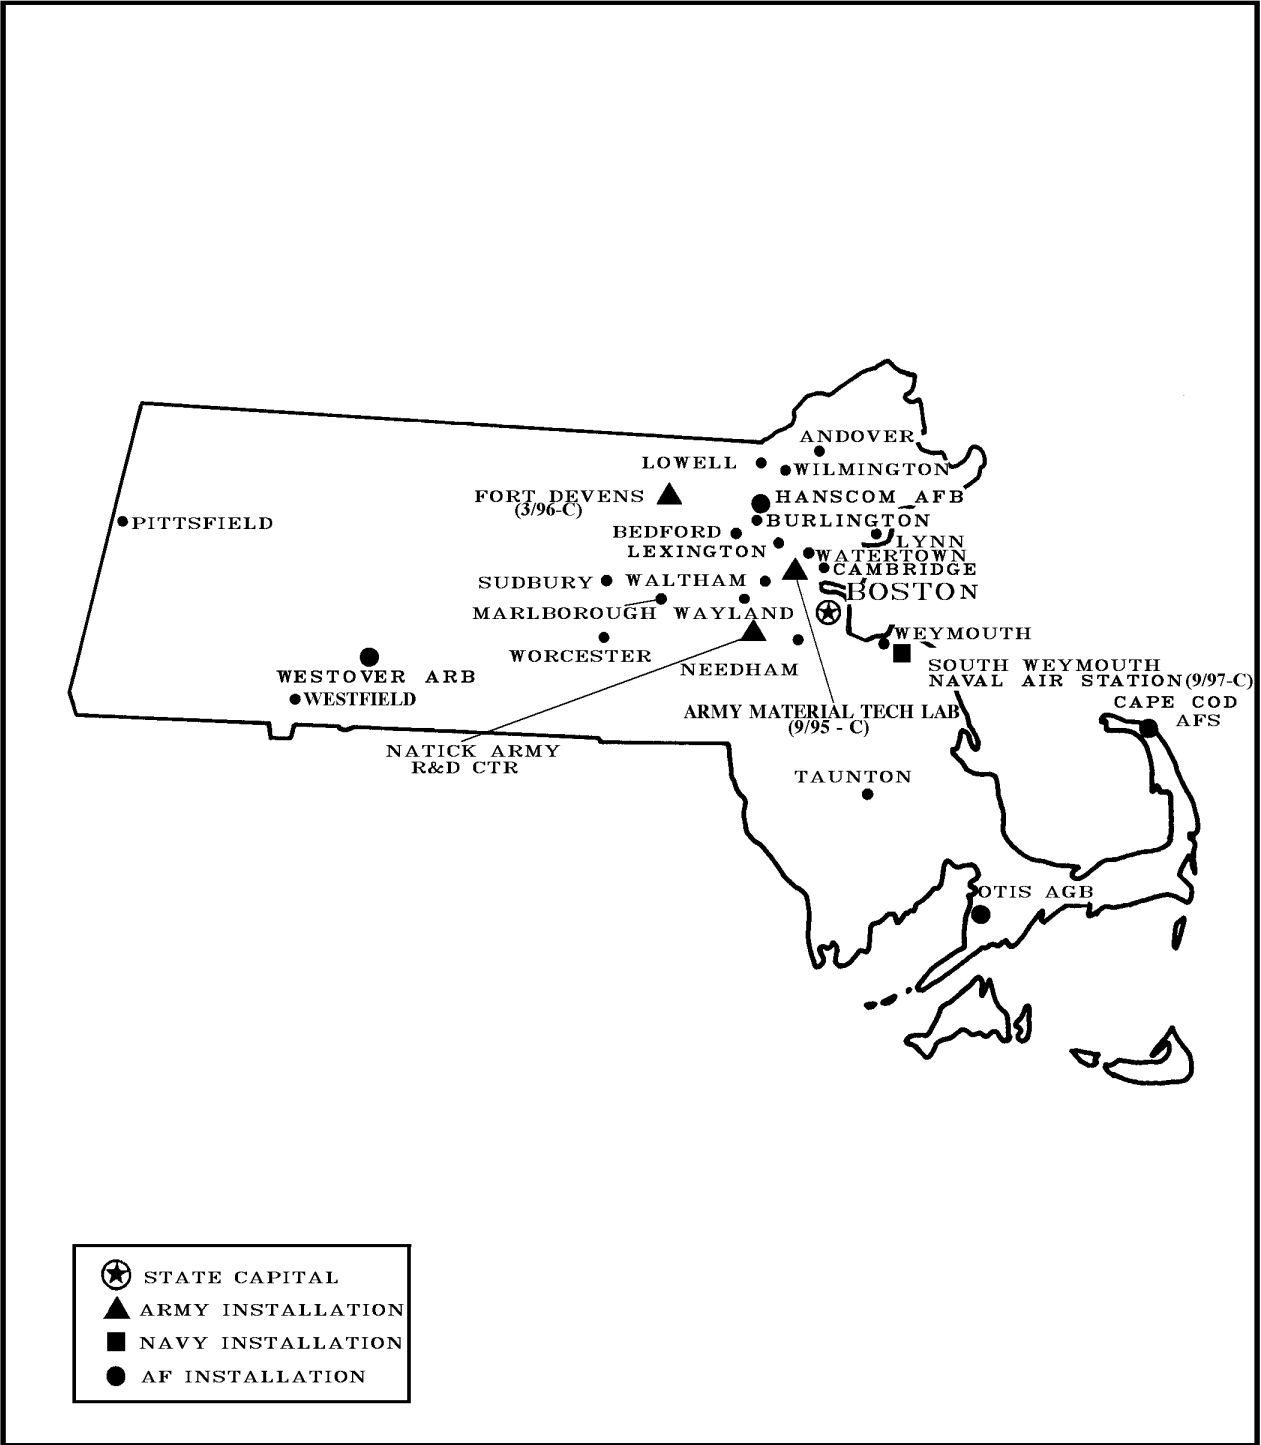 ANDOVER
LOWELL
WILMINGTON
FORT DEVENS
(3/96-C)
HANSCOM AFB
PITTSFIELD
BURLINGTON
BEDFORD
LYNN
LEXINGTON
WATERTOWN
CAMBRIDGE
SUDBURY
WALTHAM
BOSTON
MARLBOROUGH
WAYLAND
WEYMOUTH
WORCESTER
NEEDHAM
SOUTH WEYMOUTH
NAVAL AIR STATION (9/97-C)
WESTOVER ARB
WESTFIELD
CAPE COD
AFS
ARMY MATERIAL TECH LAB
(9/95 - C)
NATICK ARMY
R&D CTR
TAUNTON
OTIS AGB
STATE CAPITAL
ARMY INSTALLATION
NAVY INSTALLATION
AF INSTALLATION